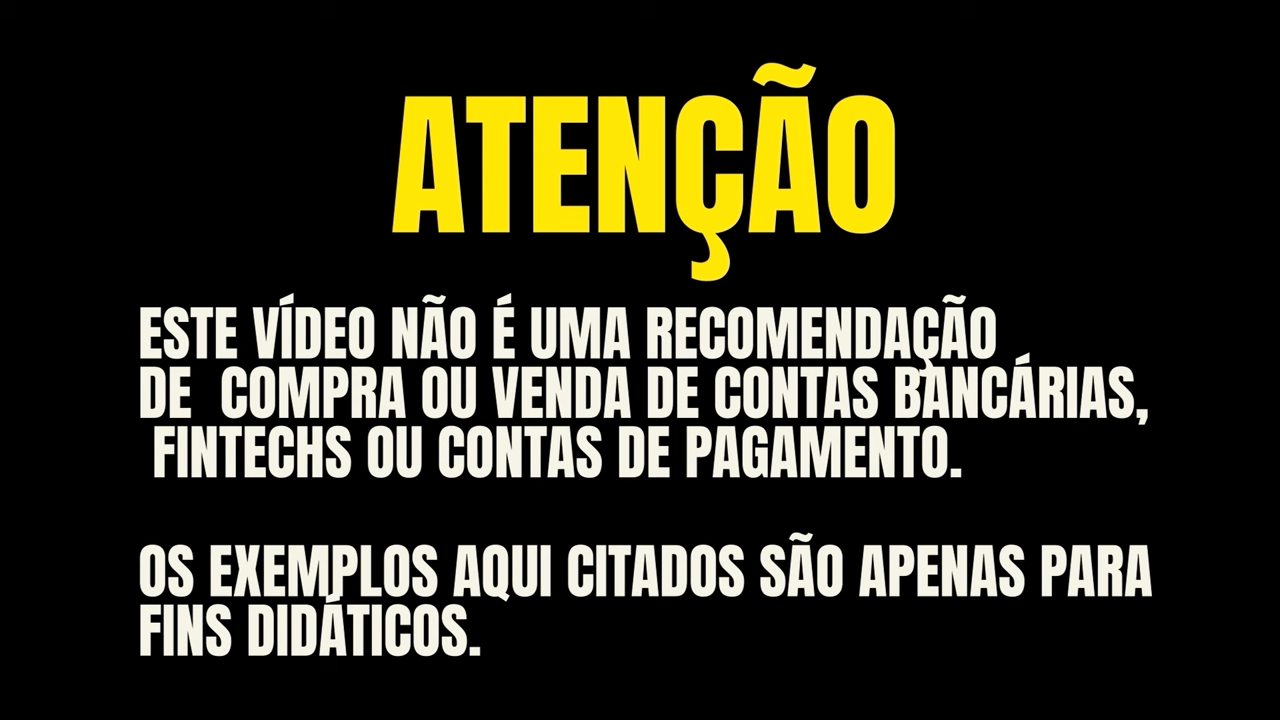 ATENÇÃO
ESTE VÍDEO NÃO É UMA RECOMENDAÇÃO
DE COMPRA OU VENDA DE CONTAS BANCÁRIAS,
FINTECHS OU CONTAS DE PAGAMENTO.
OS EXEMPLOS AQUI CITADOS SÃO APENAS PARA
FINS DIDÁTICOS.